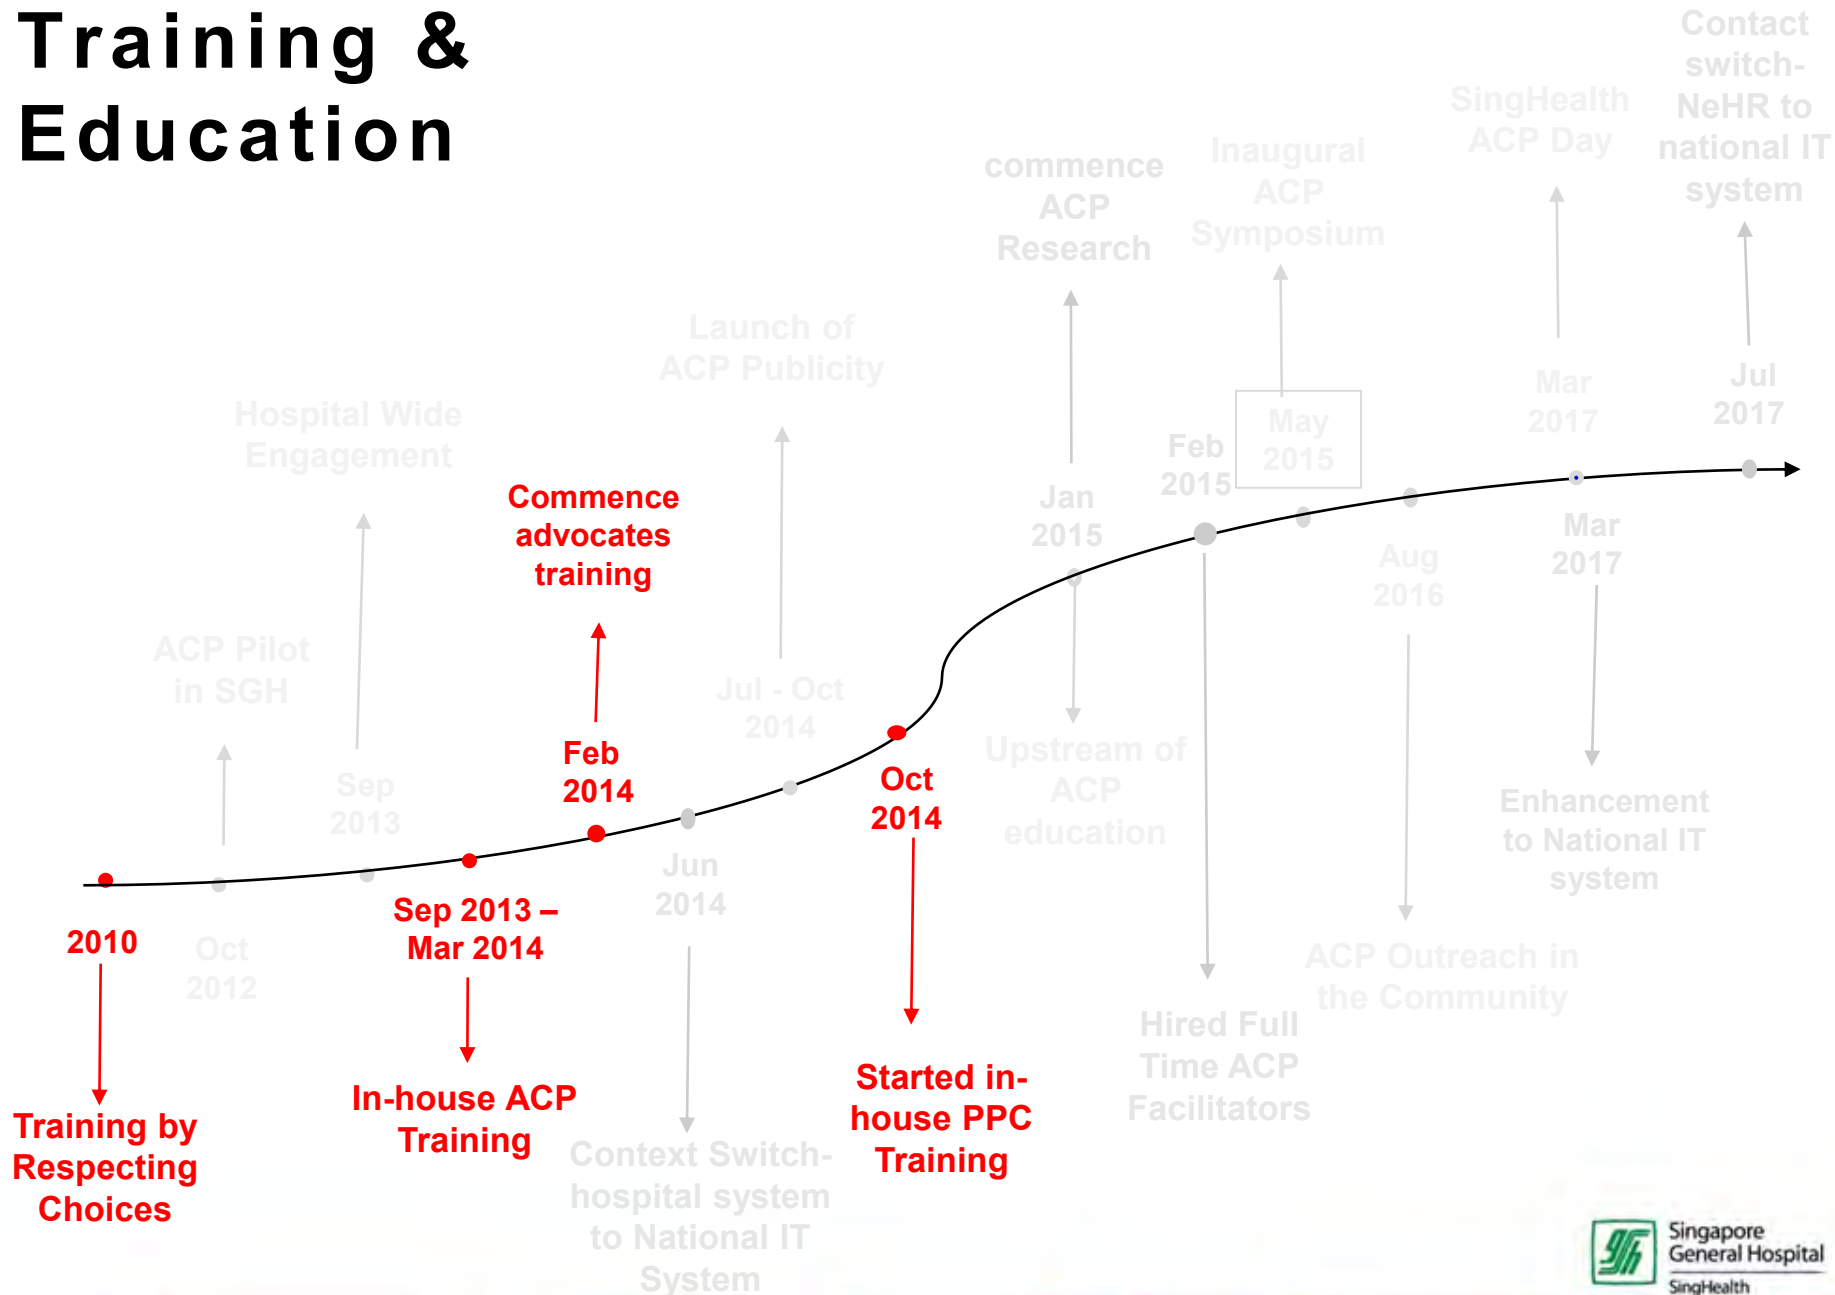 Training &
Education
Contact
switch-
NeHR to
national IT
system
SingHealth
ACP Day
Inaugural
ACP
Symposium
commence
ACP
Research
Launch of
ACP Publicity
Hospital Wide
Engagement
Commence
advocates
training
ACP Pilot
in SGH
Jul
2017
Mar
2017
May
2015
Feb
2015
Jan
2015
Mar
2017
Aug
2016
Jul - Oct
2014
Feb
2014
Sep
2013
Oct
2014
Upstream of
ACP
education
Enhancement
to National IT
system
Jun
2014
Sep 2013 –
Mar 2014
2010
Oct
2012
ACP Outreach in
the Community
Hired Full
Time ACP
Facilitators
Started in-
house PPC
Training
In-house ACP
Training
Training by
Respecting
Choices
Context Switch-
hospital system
to National IT
System
Singapore
General Hospital
SingHealth